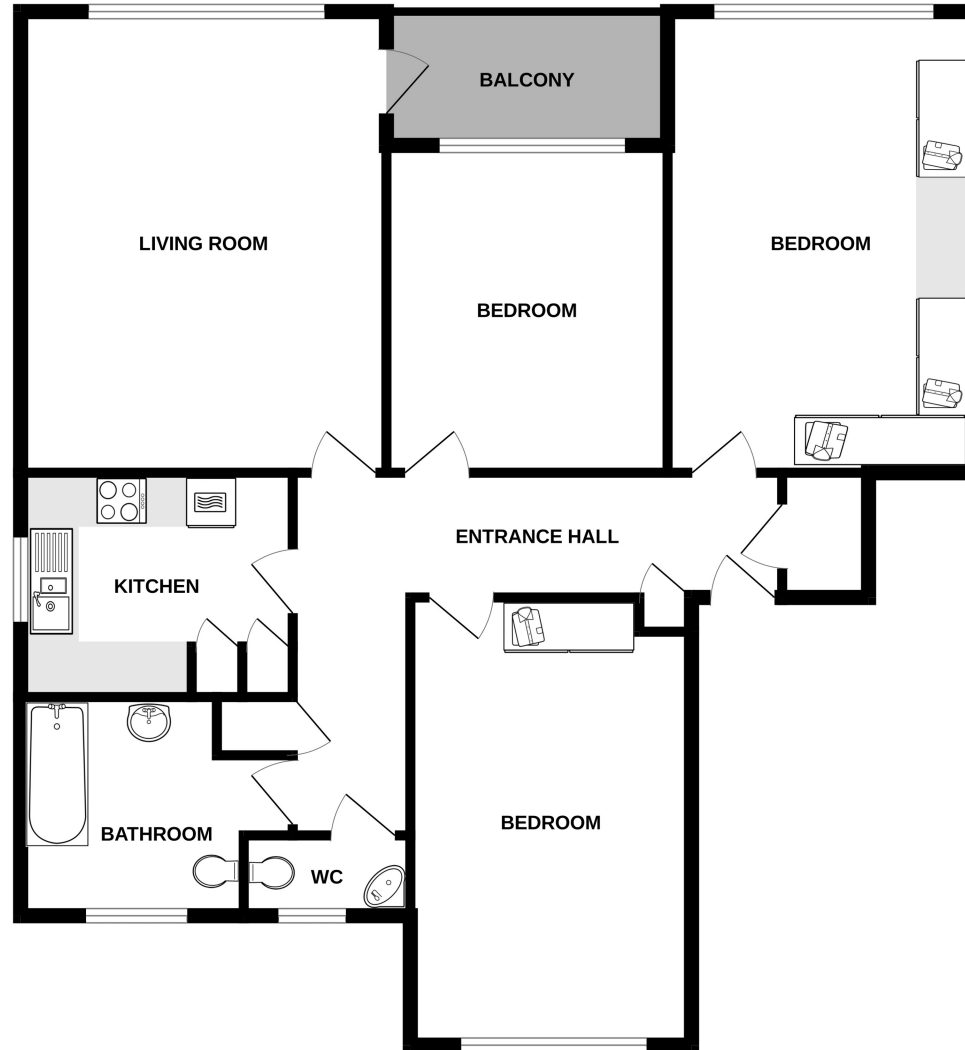 BALCONY
LIVING ROOM
BEDROOM
BEDROOM
ENTRANCE HALL
KITCHEN
BEDROOM
BATHROOM
WC